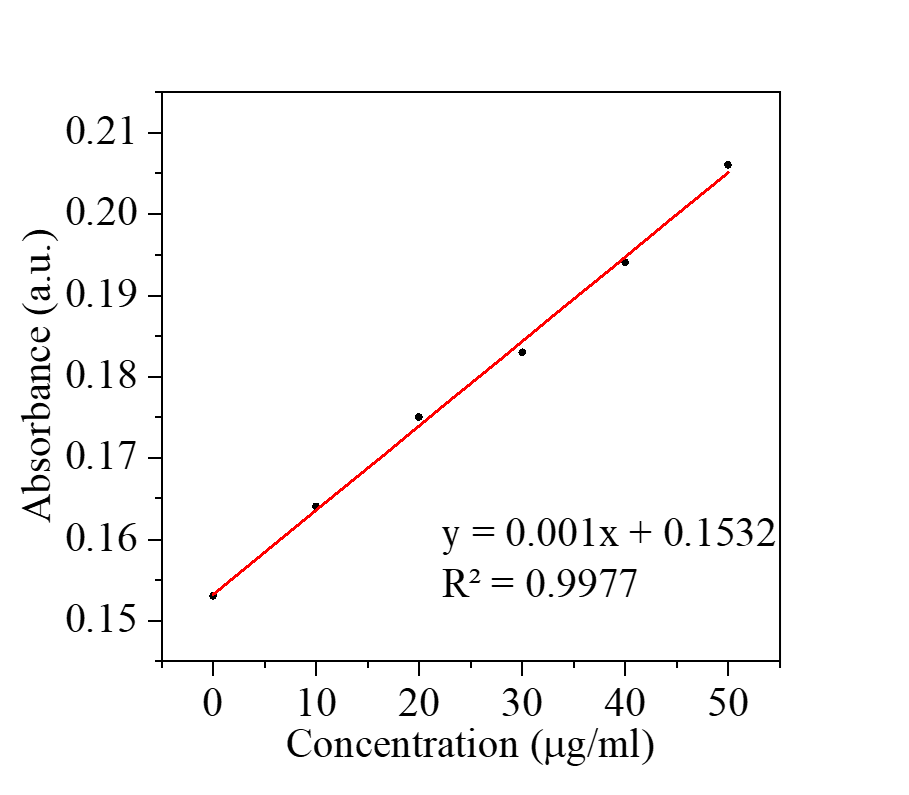 0.21
0.20
0.19
0.18
0.17
0.16
0.15
Absorbance (a.u.)
y = 0.001x + 0.1532
R² = 0.9977
0 10 20 30 40 50
Concentration (μg/ml)